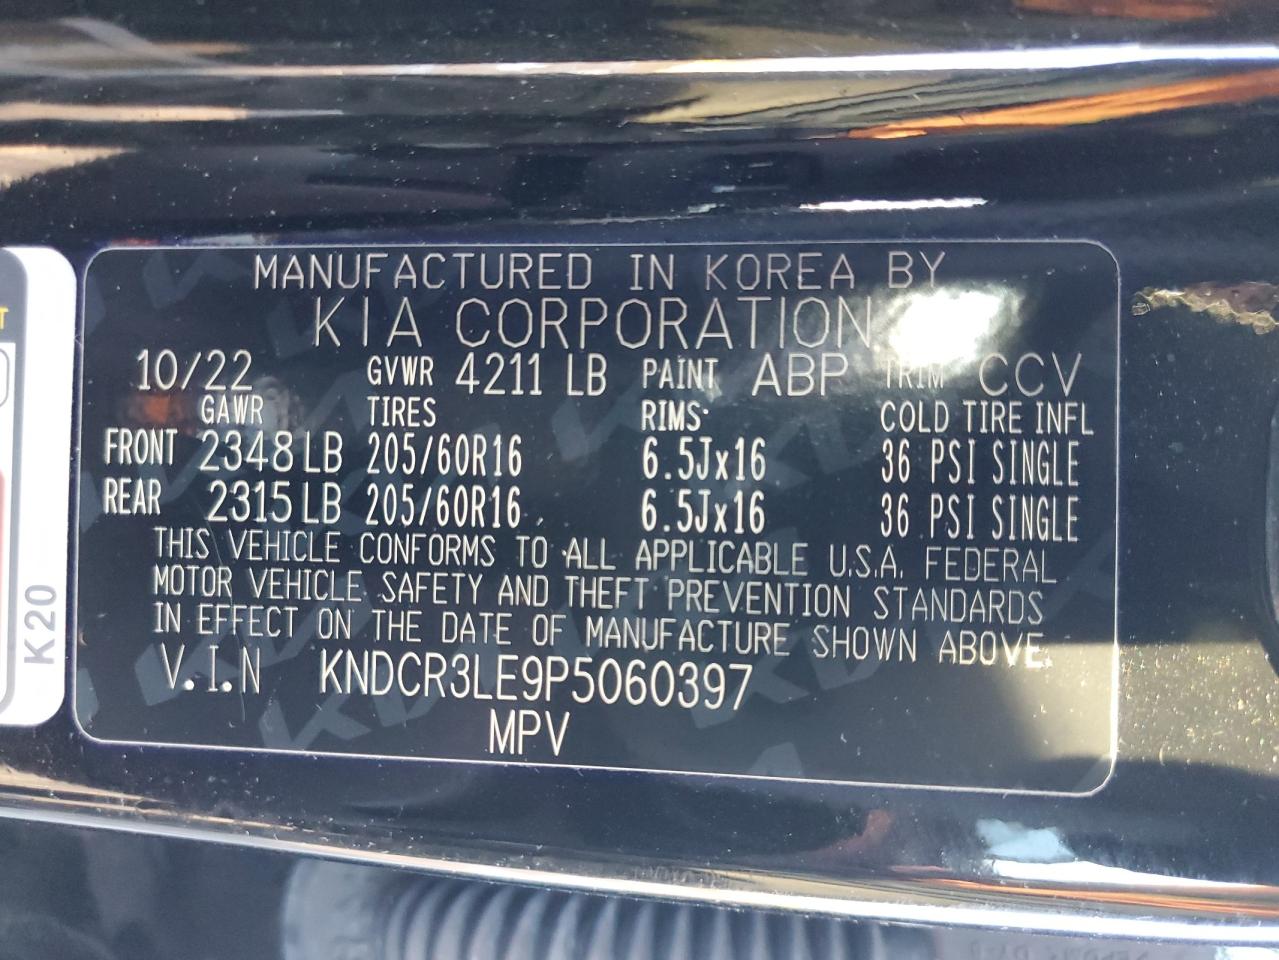 MANUFACTURED IN KOREA BY
KIA CORPORATION
10/22 GVWR 4211 LB PAINT ABP TRIM CCV
GAWR TIRES RIMS COLD TIRE INFL
FRONT 2348 LB 205/60R16 6.5Jx16 36 PSI SINGLE
REAR 2315 LB 205/60R16 6.5Jx16 36 PSI SINGLE
THIS VEHICLE CONFORMS TO ALL APPLICABLE U.S.A. FEDERAL
MOTOR VEHICLE SAFETY AND THEFT PREVENTION STANDARDS
IN EFFECT ON THE DATE OF MANUFACTURE SHOWN ABOVE.
V.I.N KNDCR3LE9P5060397
MPV
K20